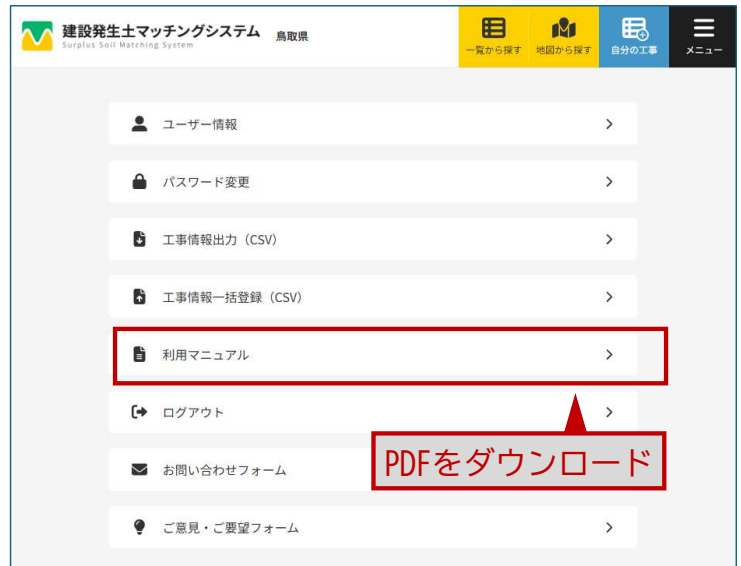 建設発生土マッチングシステム 鳥取県
Surplus Soil Matching System
一覧から探す 地図から探す 自分の工事 メニュー
ユーザー情報
パスワード変更
工事情報出力（CSV）
工事情報一括登録（CSV）
利用マニュアル
ログアウト
PDFをダウンロード
お問い合わせフォーム
ご意見・ご要望フォーム